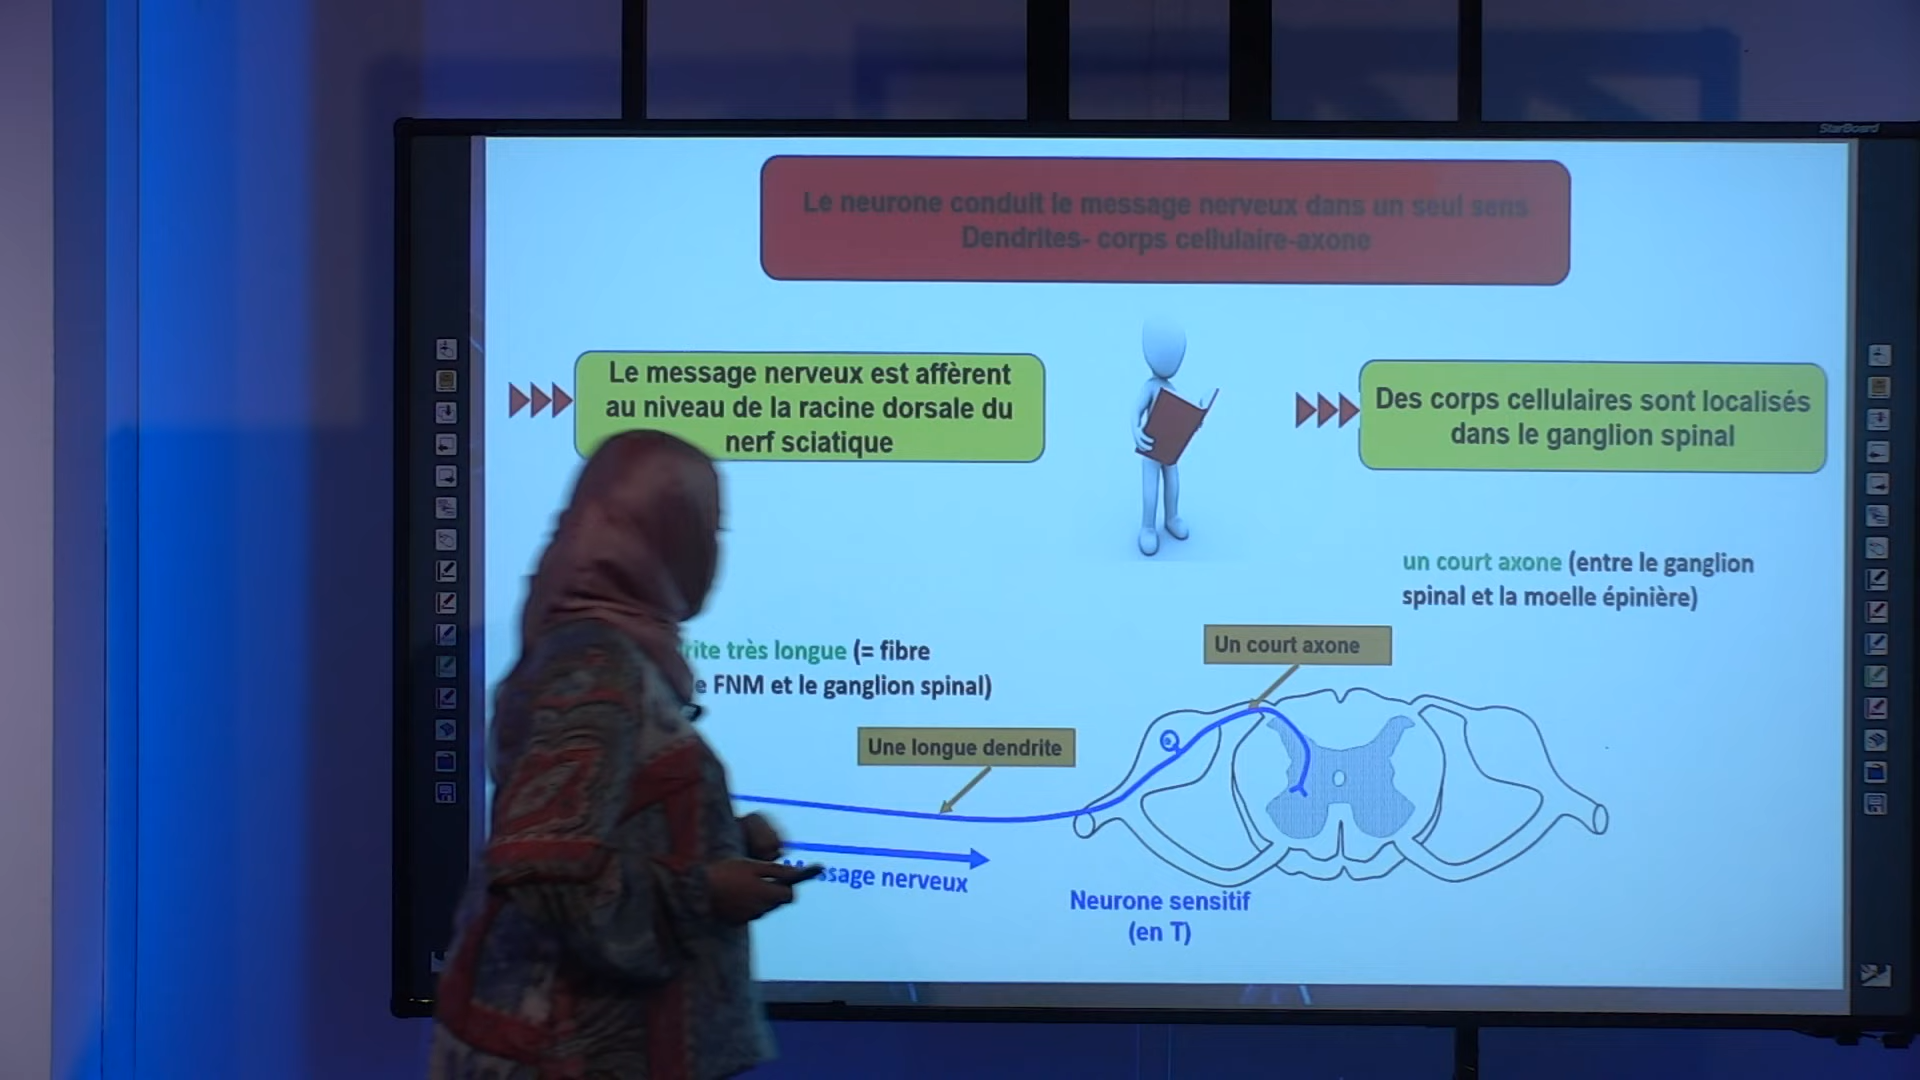 StarBoard
Le neurone conduit le message nerveux dans un seul sens
Dendrites- corps cellulaire-axone
Le message nerveux est affèrent
au niveau de la racine dorsale du
nerf sciatique
Des corps cellulaires sont localisés
dans le ganglion spinal
un court axone (entre le ganglion
spinal et la moelle épinière)
rite très longue (= fibre
e FNM et le ganglion spinal)
Un court axone
Une longue dendrite
ssage nerveux
Neurone sensitif
(en T)